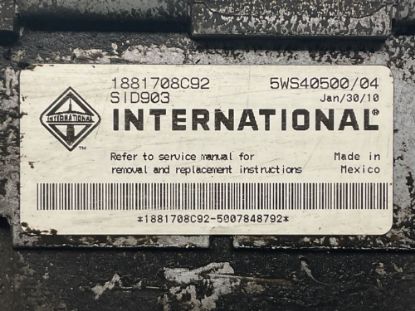 1881708C92 5WS40500/04
SID903 Jan/30/10
INTERNATIONAL
INTERNATIONAL®
TM
Refer to service manual for Made in
removal and replacement instructions Mexico
*1881708C92-5007848792*